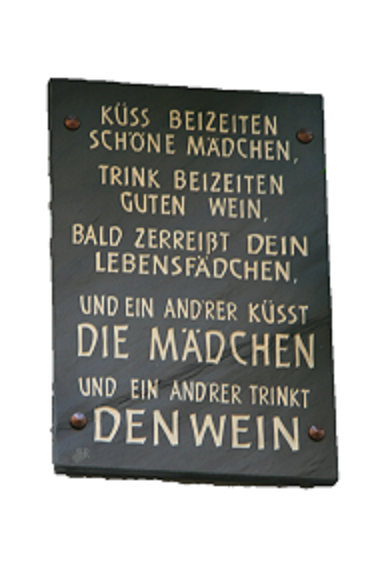 KÜSS BEIZEITEN
SCHÖNE MÄDCHEN,
TRINK BEIZEITEN
GUTEN WEIN,
BALD ZERREIẞT DEIN
LEBENSFÄDCHEN,
UND EIN AND'RER KÜSST
DIE MÄDCHEN
UND EIN AND'RER TRINKT
DEN WEIN